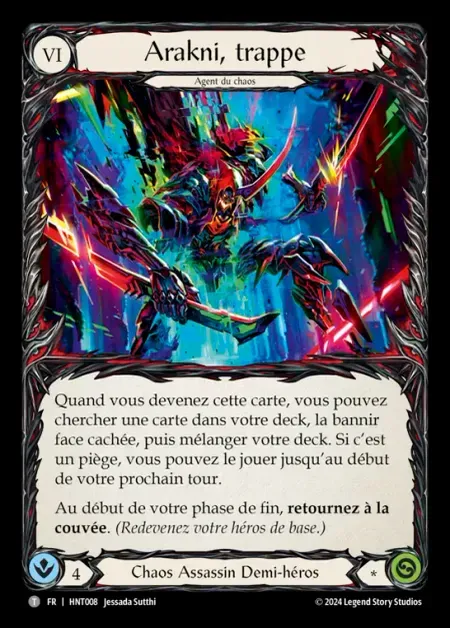 VI
Arakni, trappe
Agent du chaos
Quand vous devenez cette carte, vous pouvez
chercher une carte dans votre deck, la bannir
face cachée, puis mélanger votre deck. Si c’est
un piège, vous pouvez le jouer jusqu’au début
de votre prochain tour.
Au début de votre phase de fin, retournez à la
couvée. (Redevenez votre héros de base.)
4 Chaos Assassin Demi-héros *
T FR | HNT008 Jessada Sutthi © 2024 Legend Story Studios